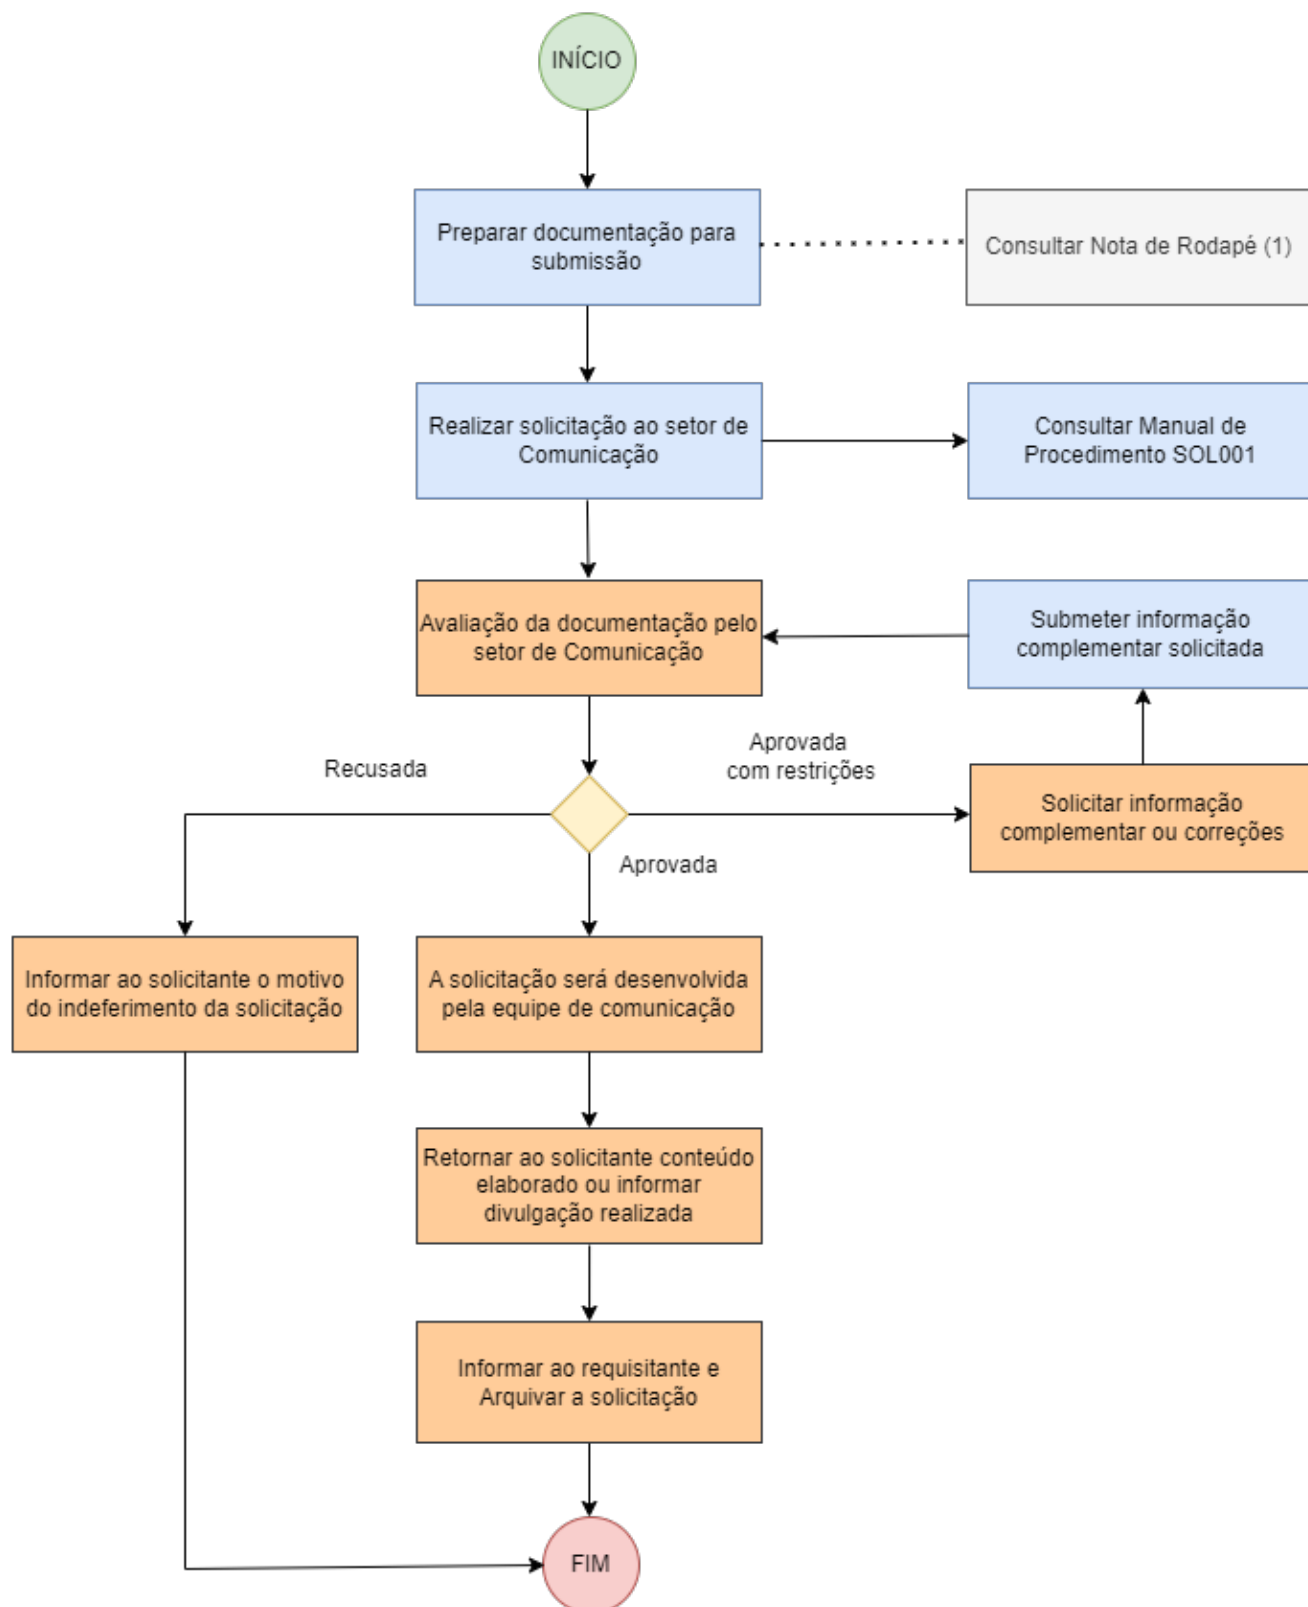 INÍCIO
Preparar documentação para
submissão
Consultar Nota de Rodapé (1)
Realizar solicitação ao setor de
Comunicação
Consultar Manual de
Procedimento SOL001
Avaliação da documentação pelo
setor de Comunicação
Submeter informação
complementar solicitada
Recusada
Aprovada
com restrições
Solicitar informação
complementar ou correções
Aprovada
Informar ao solicitante o motivo
do indeferimento da solicitação
A solicitação será desenvolvida
pela equipe de comunicação
Retornar ao solicitante conteúdo
elaborado ou informar
divulgação realizada
Informar ao requisitante e
Arquivar a solicitação
FIM